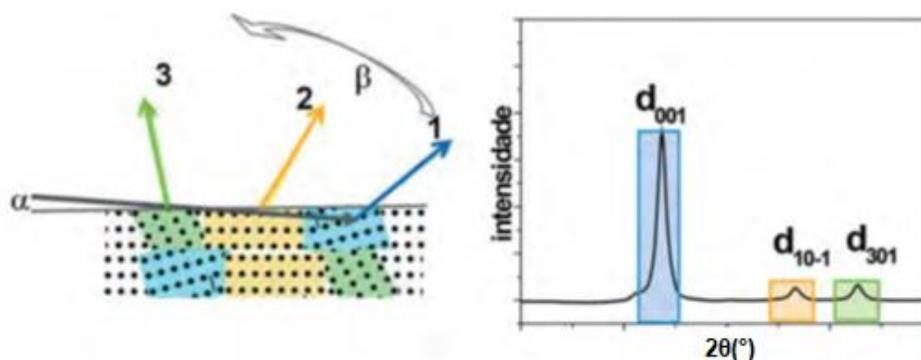 3
2
β
1
α
intensidade
d001
d10-1
d301
2θ(°)